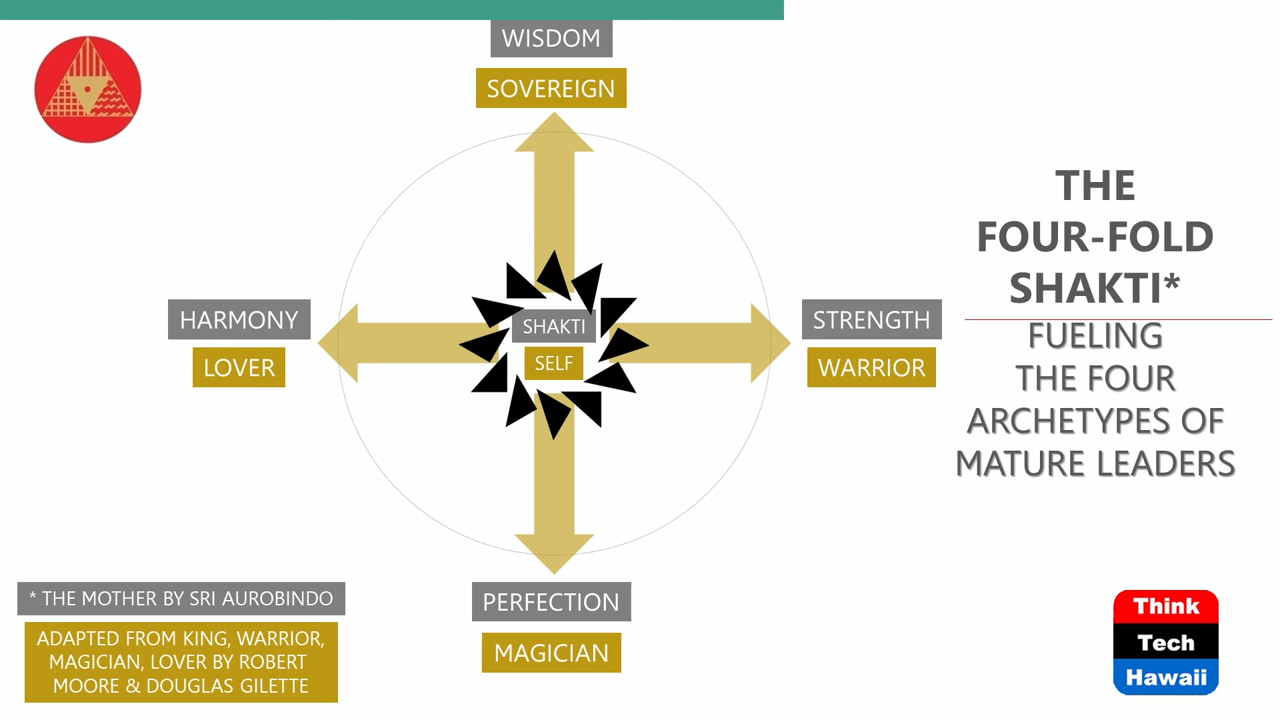 WISDOM
SOVEREIGN
THE
FOUR-FOLD
SHAKTI*
FUELING
THE FOUR
ARCHETYPES OF
MATURE LEADERS
HARMONY
LOVER
SHAKTI
SELF
STRENGTH
WARRIOR
PERFECTION
MAGICIAN
* THE MOTHER BY SRI AUROBINDO
ADAPTED FROM KING, WARRIOR,
MAGICIAN, LOVER BY ROBERT
MOORE & DOUGLAS GILETTE
Think
Tech
Hawaii